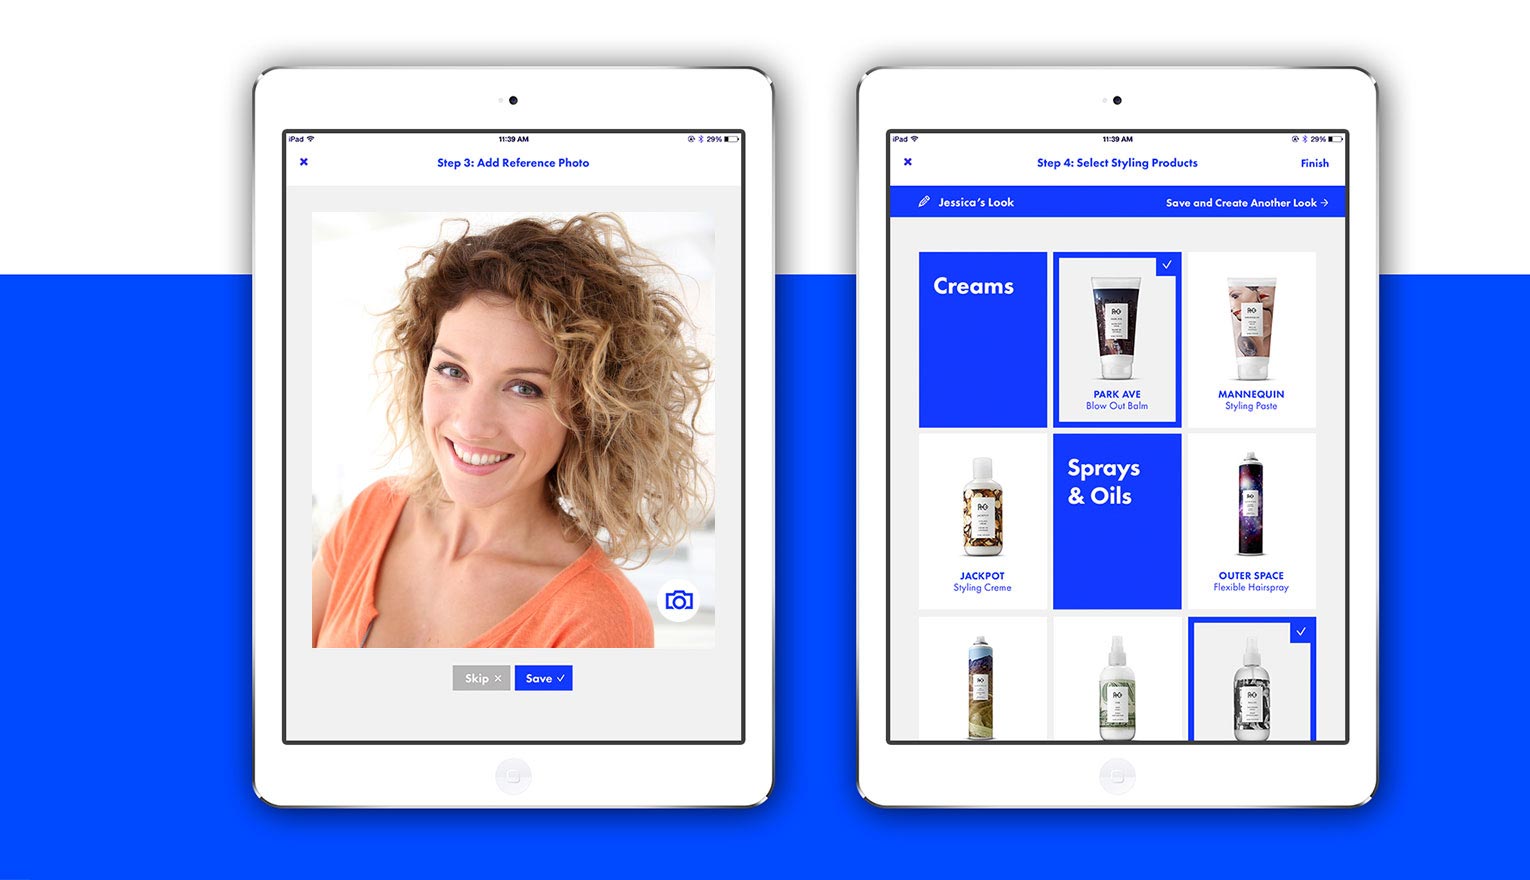 iPad
11:39 AM
29%
Step 3: Add Reference Photo
Skip
Save
iPad
11:39 AM
29%
Step 4: Select Styling Products
Finish
Jessica's Look
Save and Create Another Look →
Creams
PARK AVE
Blow Out Balm
MANNEQUIN
Styling Paste
JACKPOT
Styling Creme
Sprays
& Oils
OUTER SPACE
Flexible Hairspray